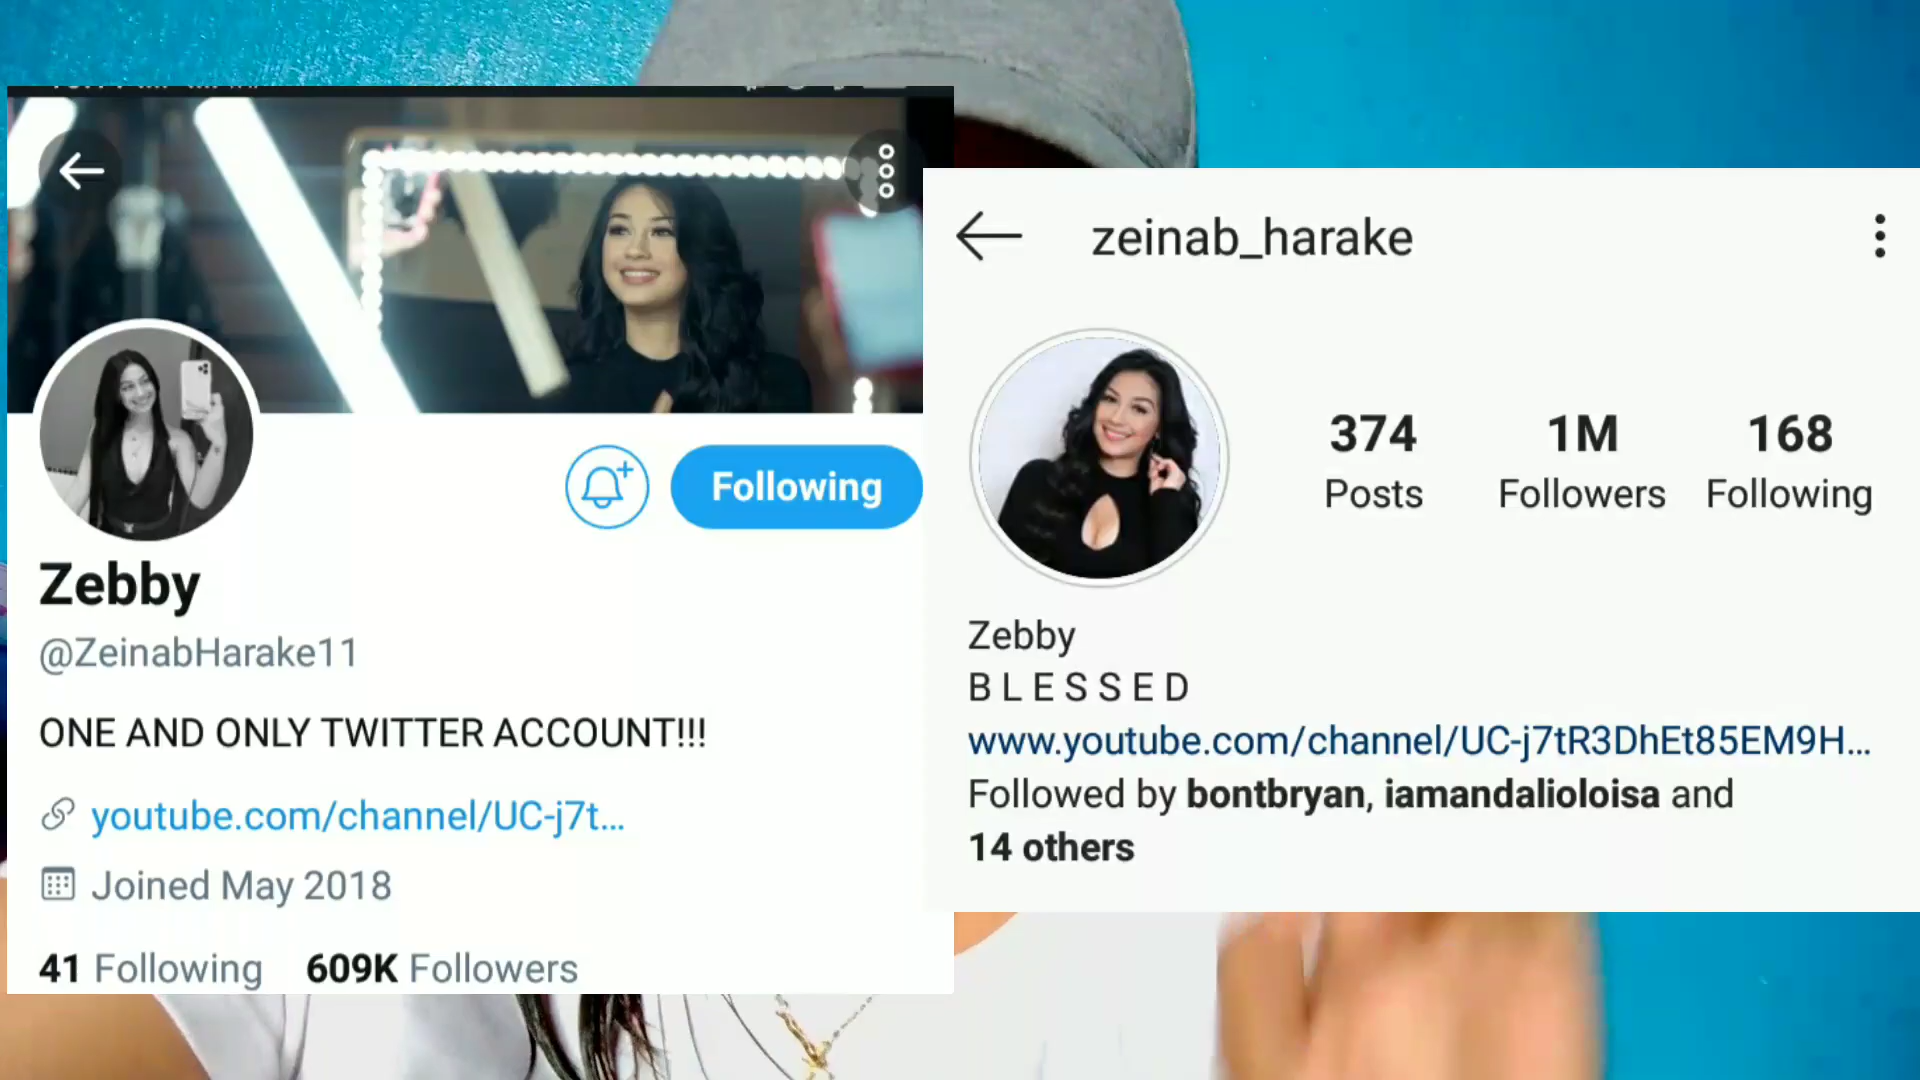 Following
Zebby
@ZeinabHarake11
ONE AND ONLY TWITTER ACCOUNT!!!
youtube.com/channel/UC-j7t...
Joined May 2018
41 Following 609K Followers
zeinab_harake
374 1M 168
Posts Followers Following
Zebby
B L E S S E D
www.youtube.com/channel/UC-j7tR3DhEt85EM9H...
Followed by bontbryan, iamandalioloisa and
14 others